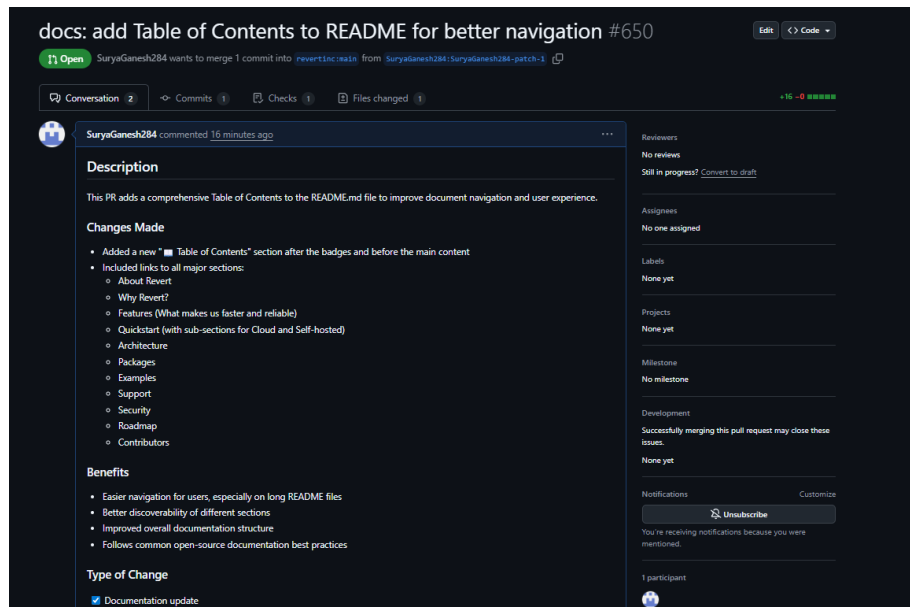 docs: add Table of Contents to README for better navigation #650
Edit
<> Code
Open
SuryaGanesh284 wants to merge 1 commit into revertinc:main from SuryaGanesh284:SuryaGanesh284-patch-1
Conversation 2
Commits 1
Checks 1
Files changed 1
+16 −0
SuryaGanesh284 commented 16 minutes ago
Description
This PR adds a comprehensive Table of Contents to the README.md file to improve document navigation and user experience.
Changes Made
• Added a new "📖 Table of Contents" section after the badges and before the main content
• Included links to all major sections:
◦ About Revert
◦ Why Revert?
◦ Features (What makes us faster and reliable)
◦ Quickstart (with sub-sections for Cloud and Self-hosted)
◦ Architecture
◦ Packages
◦ Examples
◦ Support
◦ Security
◦ Roadmap
◦ Contributors
Benefits
• Easier navigation for users, especially on long README files
• Better discoverability of different sections
• Improved overall documentation structure
• Follows common open-source documentation best practices
Type of Change
Documentation update
Reviewers
No reviews
Still in progress? Convert to draft
Assignees
No one assigned
Labels
None yet
Projects
None yet
Milestone
No milestone
Development
Successfully merging this pull request may close these
issues.
None yet
Notifications
Customize
Unsubscribe
You're receiving notifications because you were
mentioned.
1 participant